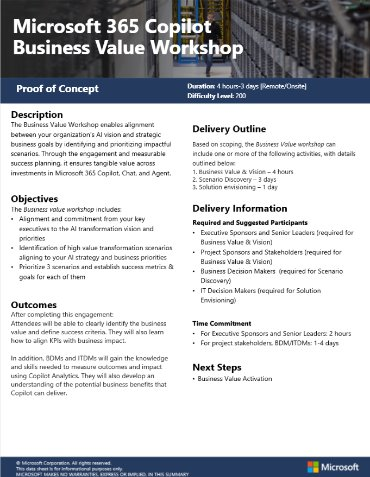 Microsoft 365 Copilot
Business Value Workshop
Proof of Concept
Duration: 4 hours-3 days (Remote/Onsite)
Difficulty Level: 200
Description
The Business Value Workshop enables alignment
between your organization's AI vision and strategic
business goals by identifying and prioritizing impactful
scenarios. Through the engagement and measurable
success planning, it ensures tangible value across
investments in Microsoft 365 Copilot, Chat, and Agent.
Objectives
The Business value workshop includes:
• Alignment and commitment from your key
executives to the AI transformation vision and
priorities
• Identification of high value transformation scenarios
aligning to your AI strategy and business priorities
• Prioritize 3 scenarios and establish success metrics &
goals for each of them
Outcomes
After completing this engagement:
Attendees will be able to clearly identify the business
value and define success criteria. They will also learn
how to align KPIs with business impact.
In addition, BDMs and ITDMs will gain the knowledge
and skills needed to measure outcomes and impact
using Copilot Analytics. They will also develop an
understanding of the potential business benefits that
Copilot can deliver.
Delivery Outline
Based on scoping, the Business Value workshop can
include one or more of the following activities, with details
outlined below:
1. Business Value & Vision – 4 hours
2. Scenario Discovery – 3 days
3. Solution envisioning – 1 day
Delivery Information
Required and Suggested Participants
• Executive Sponsors and Senior Leaders (required for
Business Value & Vision)
• Project Sponsors and Stakeholders (required for
Business Value & Vision)
• Business Decision Makers (required for Scenario
Discovery)
• IT Decision Makers (required for Solution
Envisioning)
Time Commitment
• For Executive Sponsors and Senior Leaders: 2 hours
• For project stakeholders, BDM/ITDMs: 1-4 days
Next Steps
• Business Value Activation
© Microsoft Corporation. All rights reserved.
This data sheet is for informational purposes only.
MICROSOFT MAKES NO WARRANTIES, EXPRESS OR IMPLIED, IN THIS SUMMARY
Microsoft